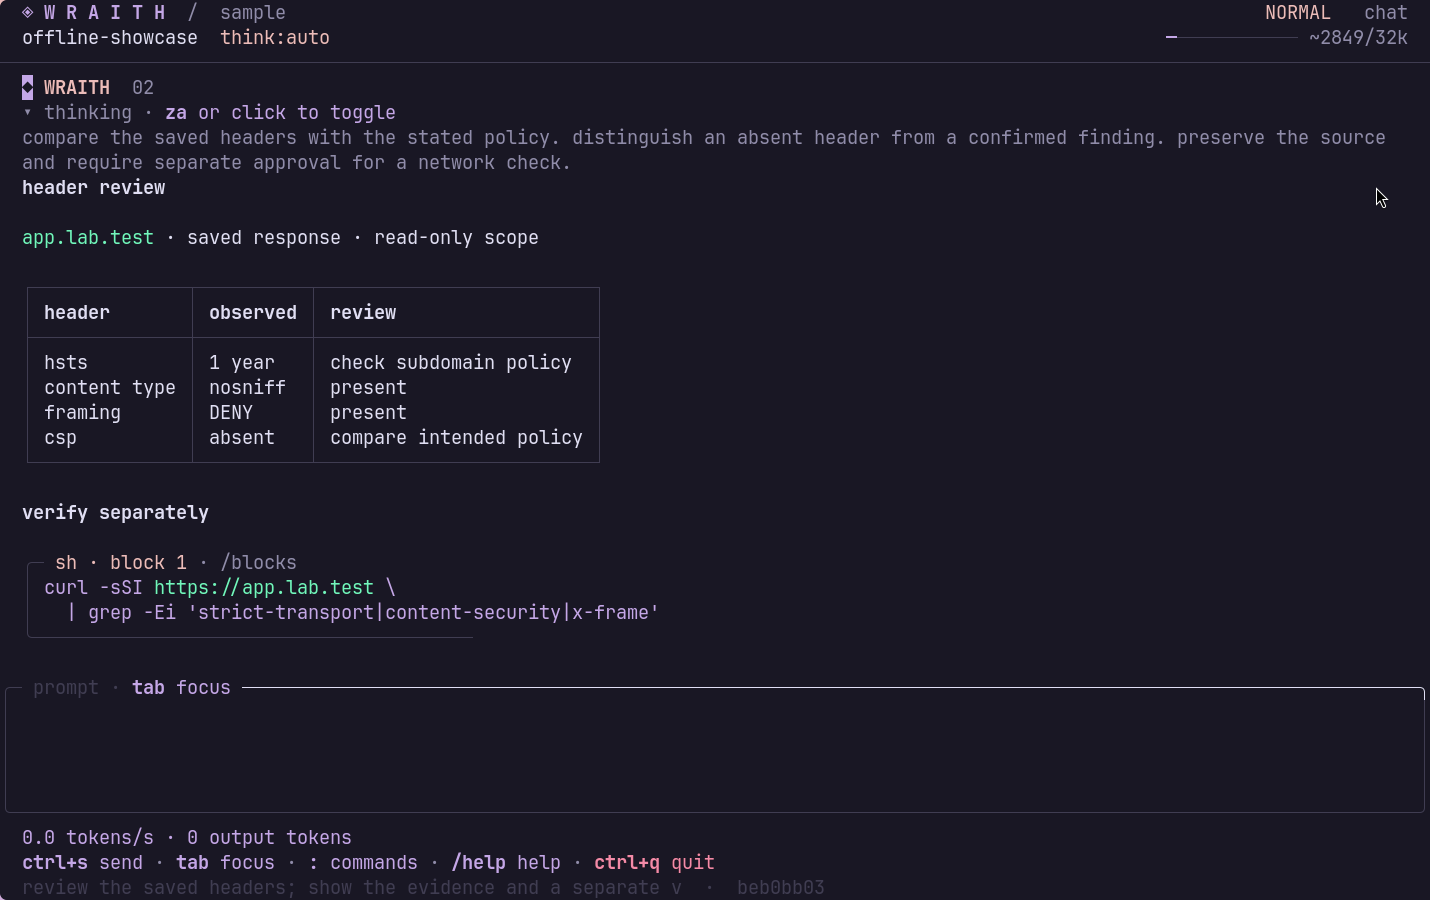 ◈ W R A I T H / sample NORMAL chat
offline-showcase think:auto ~2849/32k
◆ WRAITH 02
▾ thinking · za or click to toggle
compare the saved headers with the stated policy. distinguish an absent header from a confirmed finding. preserve the source
and require separate approval for a network check.
header review
app.lab.test · saved response · read-only scope
header observed review
hsts 1 year check subdomain policy
content type nosniff present
framing DENY present
csp absent compare intended policy
verify separately
sh · block 1 · /blocks
curl -sSI https://app.lab.test \
| grep -Ei 'strict-transport|content-security|x-frame'
prompt · tab focus
0.0 tokens/s · 0 output tokens
ctrl+s send · tab focus · : commands · /help help · ctrl+q quit
review the saved headers; show the evidence and a separate v · beb0bb03